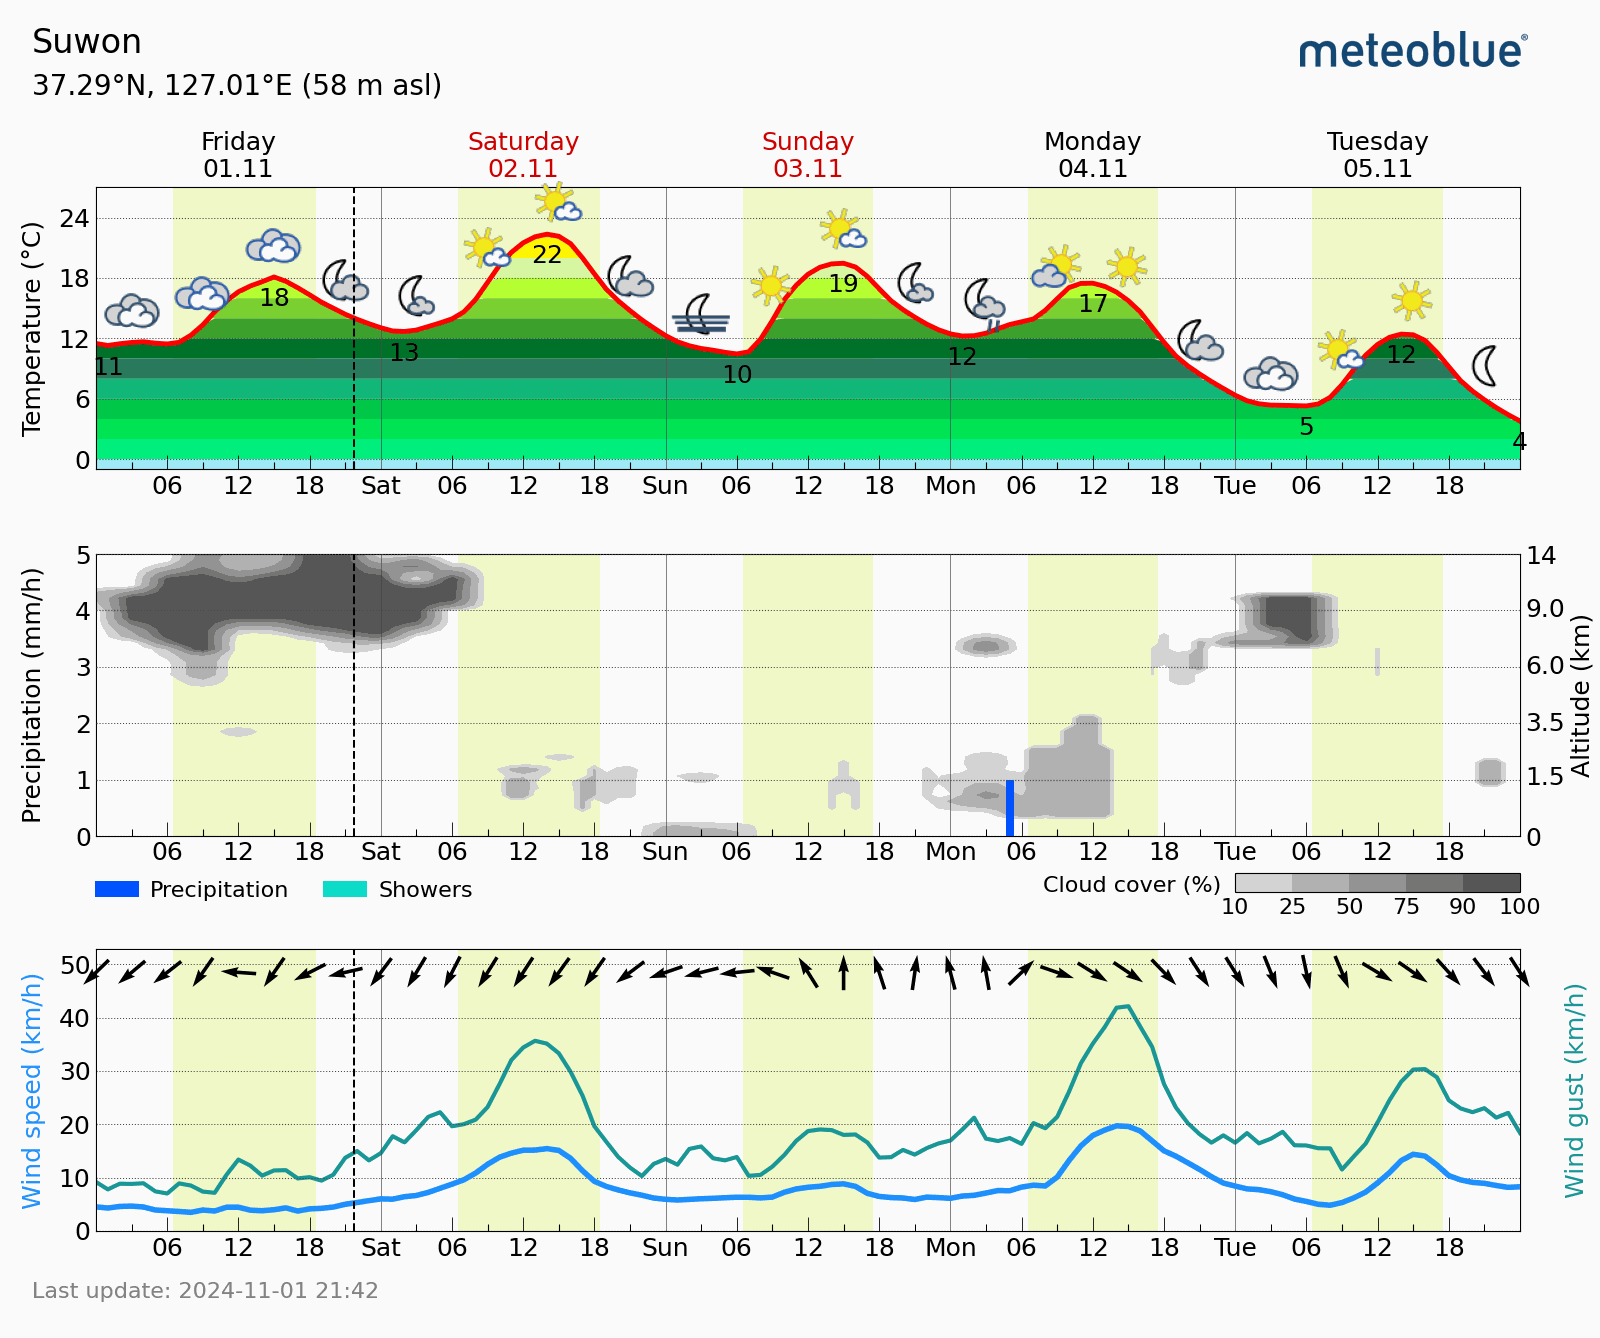 Suwon
meteoblue®
37.29°N, 127.01°E (58 m asl)
Friday Saturday Sunday Monday Tuesday
01.11 02.11 03.11 04.11 05.11
Temperature (°C)
24
18
12
6
0
11 18 13 22 10 19 12 17 5 12 4
06 12 18 Sat 06 12 18 Sun 06 12 18 Mon 06 12 18 Tue 06 12 18
Precipitation (mm/h)
5
4
3
2
1
0
14
9.0
6.0
3.5
1.5
0
Altitude (km)
06 12 18 Sat 06 12 18 Sun 06 12 18 Mon 06 12 18 Tue 06 12 18
Precipitation Showers
Cloud cover (%)
10 25 50 75 90 100
Wind speed (km/h)
50
40
30
20
10
0
Wind gust (km/h)
06 12 18 Sat 06 12 18 Sun 06 12 18 Mon 06 12 18 Tue 06 12 18
Last update: 2024-11-01 21:42